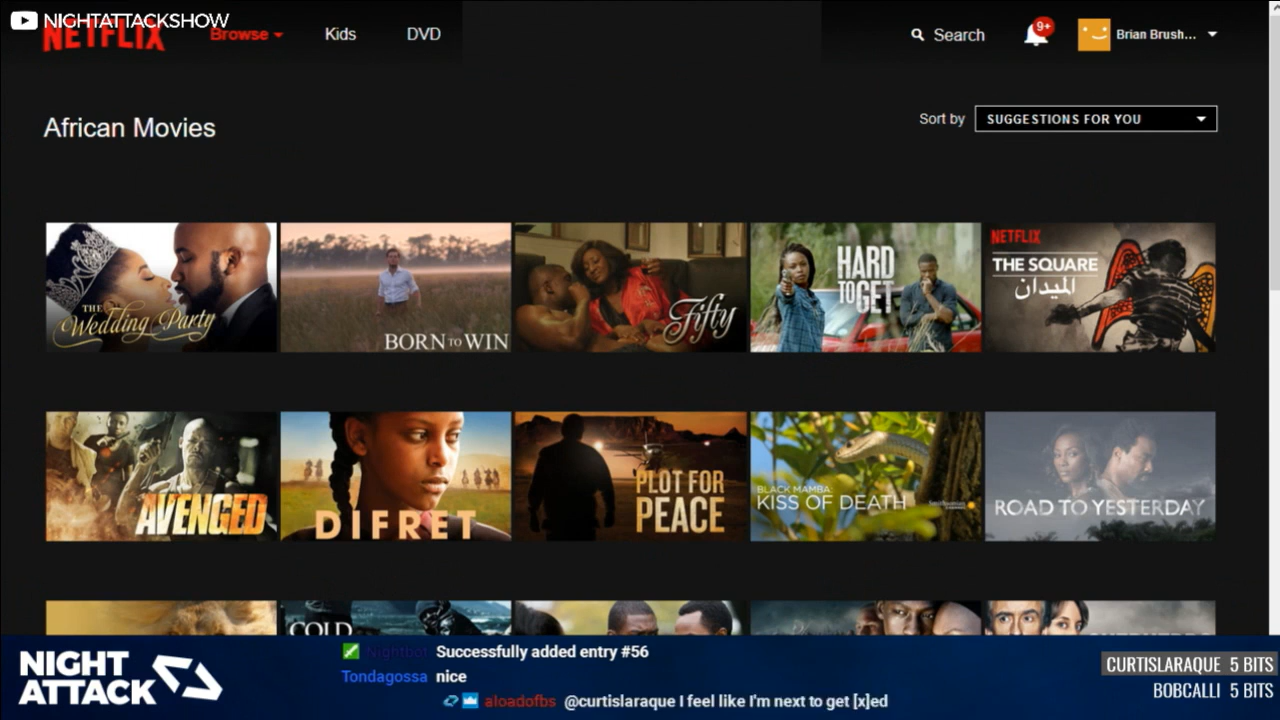 NIGHTATTACKSHOW
NETFLIX
Browse
Kids
DVD
Search
9+
Brian Brush...
African Movies
Sort by
SUGGESTIONS FOR YOU
THE
Wedding Party
BORN TO WIN
Fifty
HARD
TO GET
NETFLIX
THE SQUARE
الميدان
AVENGED
DIFRET
PLOT FOR
PEACE
BLACK MAMBA:
KISS OF DEATH
ROAD TO YESTERDAY
COLD
NIGHT
ATTACK
Nightbot Successfully added entry #56
Tondagossa nice
aloadofbs @curtislaraque I feel like I'm next to get [x]ed
CURTISLARAQUE 5 BITS
BOBCALLI 5 BITS